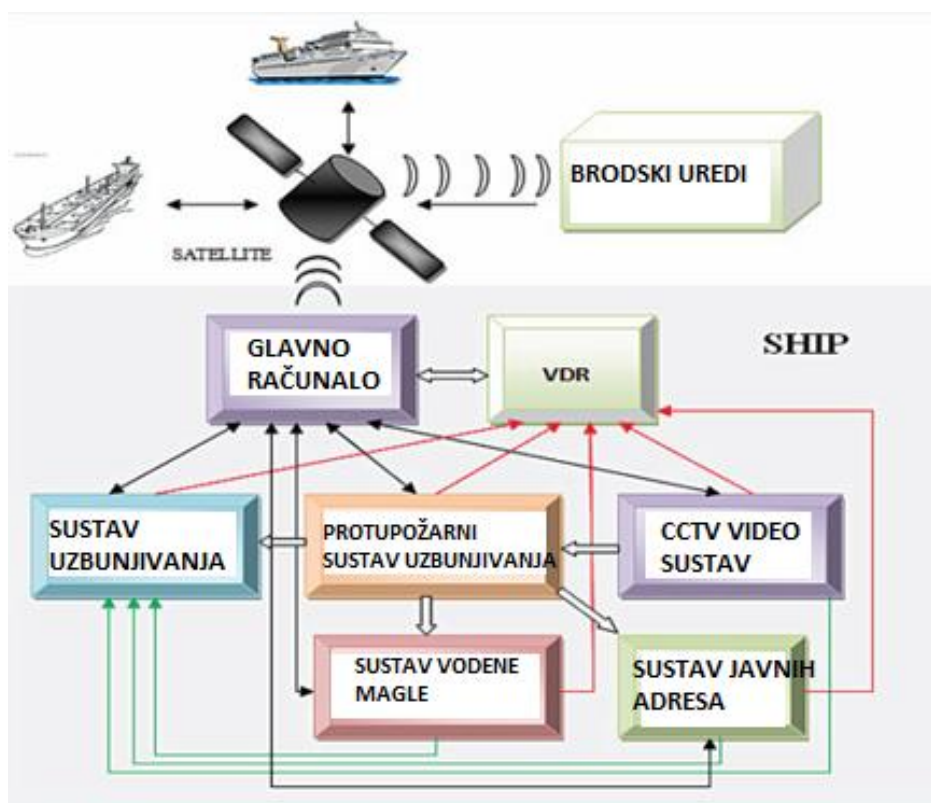 BRODSKI UREDI
SATELLITE
GLAVNO
RAČUNALO
VDR
SHIP
SUSTAV
UZBUNJIVANJA
PROTUPOŽARNI
SUSTAV UZBUNJIVANJA
CCTV VIDEO
SUSTAV
SUSTAV VODENE
MAGLE
SUSTAV JAVNIH
ADRESA